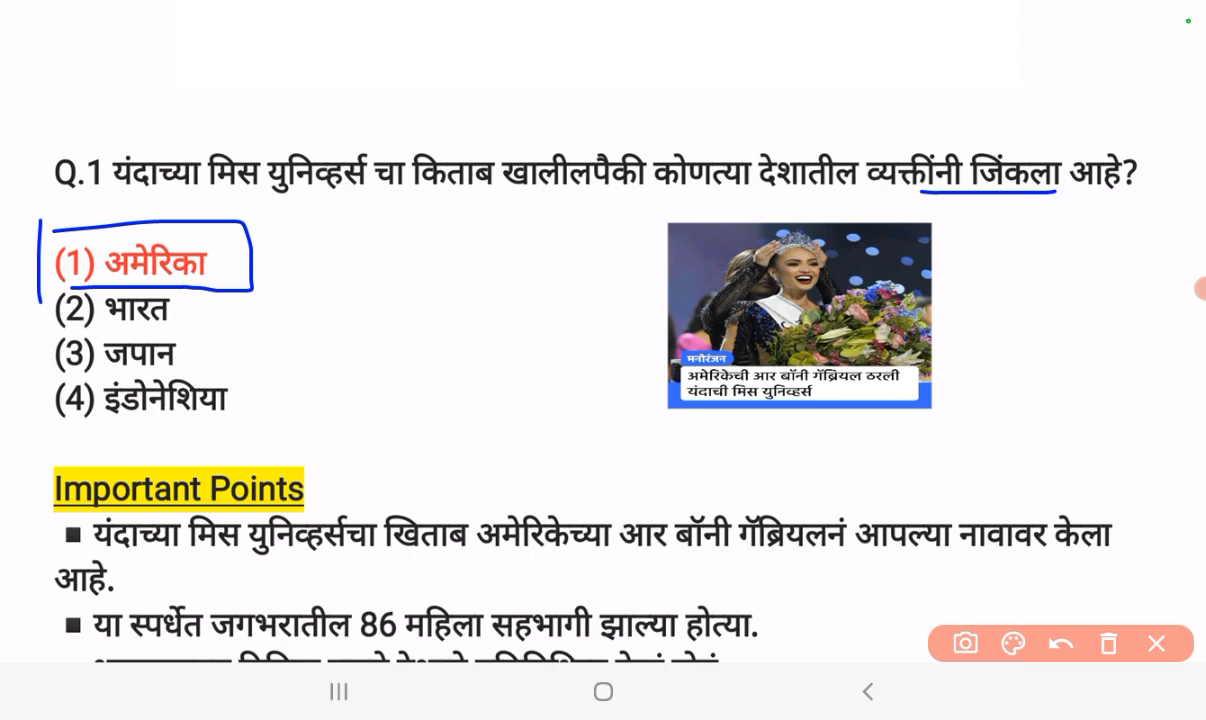 Q.1 यंदाच्या मिस युनिव्हर्स चा किताब खालीलपैकी कोणत्या देशातील व्यक्तींनी जिंकला आहे?
(1) अमेरिका
(2) भारत
(3) जपान
(4) इंडोनेशिया
मनोरंजन
अमेरिकेची आर बॉनी गॅब्रियल ठरली
यंदाची मिस युनिव्हर्स
Important Points
▪ यंदाच्या मिस युनिव्हर्सचा खिताब अमेरिकेच्या आर बॉनी गॅब्रियलनं आपल्या नावावर केला
आहे.
▪ या स्पर्धेत जगभरातील 86 महिला सहभागी झाल्या होत्या.